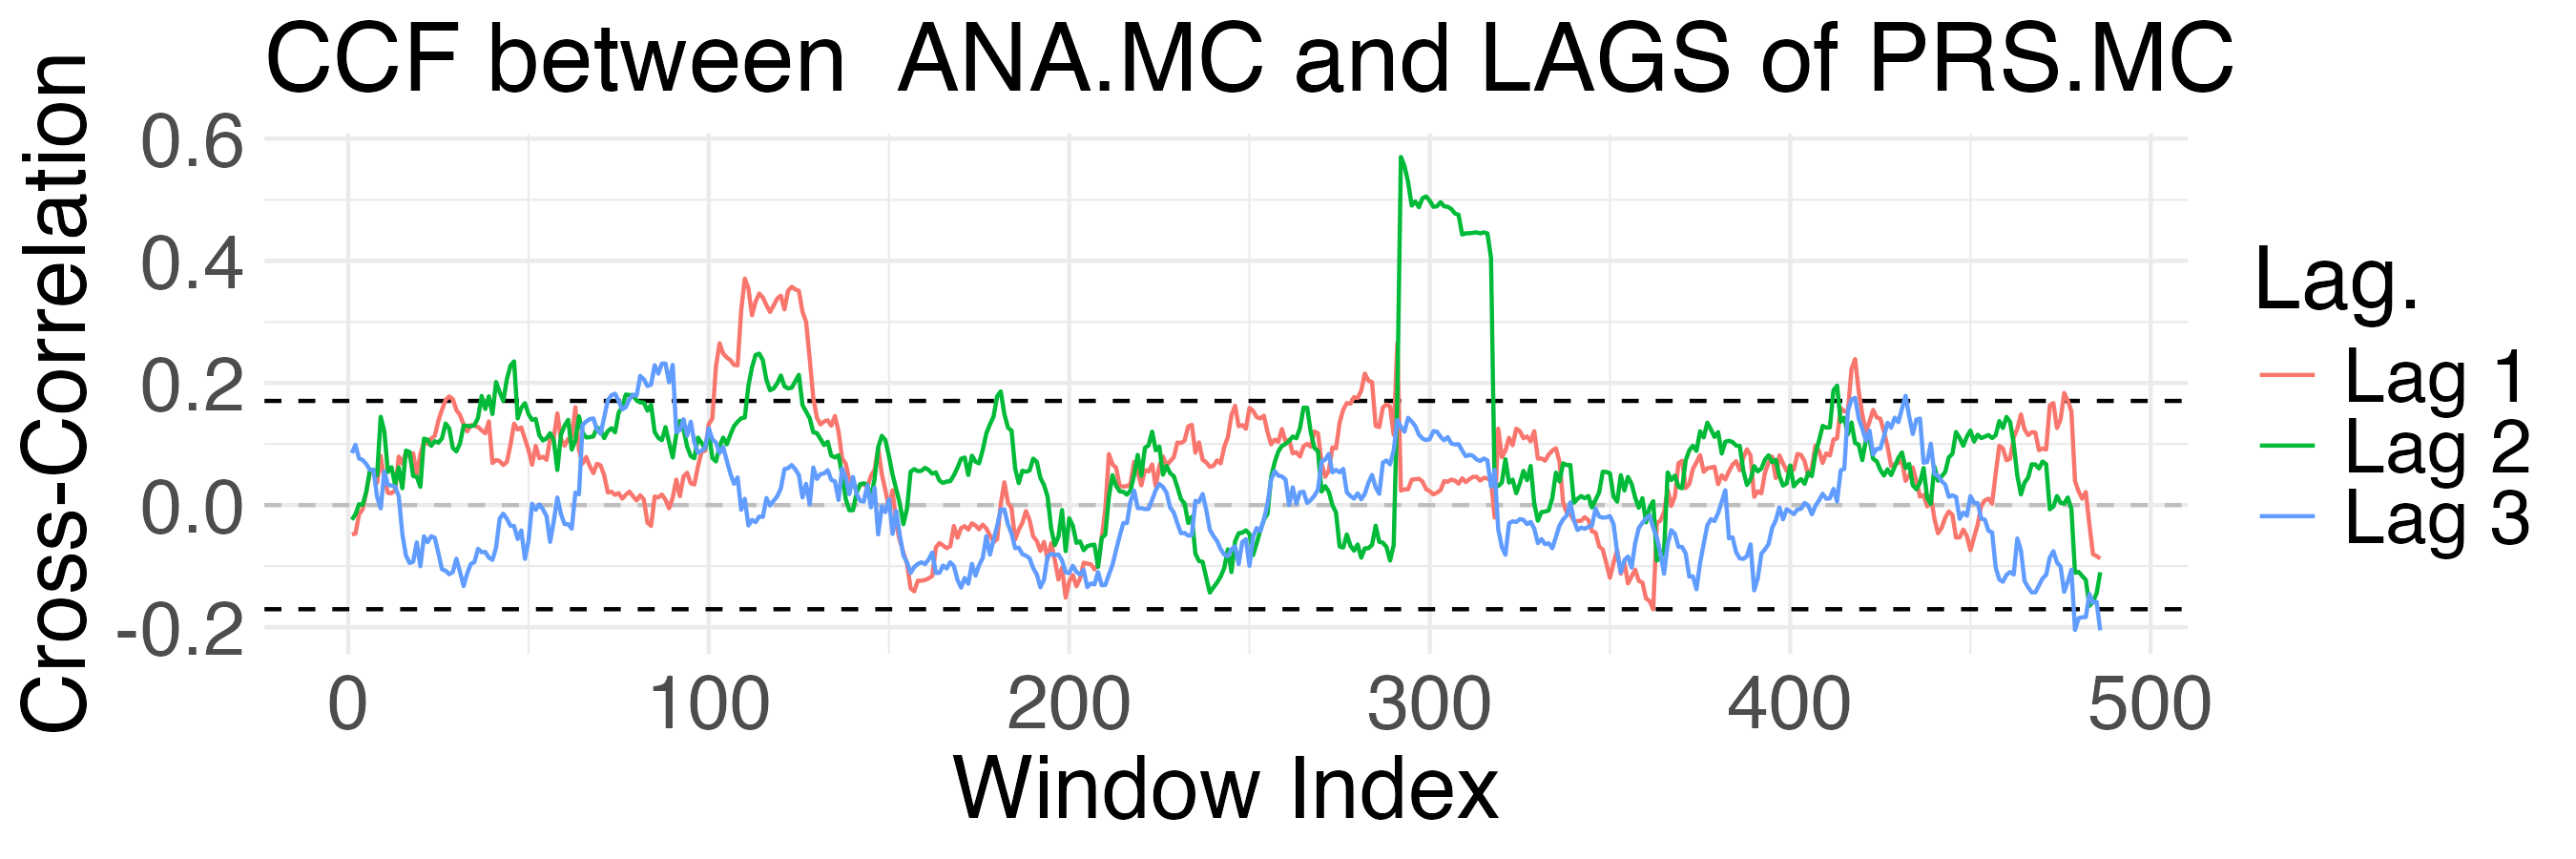 CCF between  ANA.MC and LAGS of PRS.MC
Cross-Correlation
0.6
0.4
0.2
0.0
-0.2
0 100 200 300 400 500
Window Index
Lag.
Lag 1
Lag 2
Lag 3